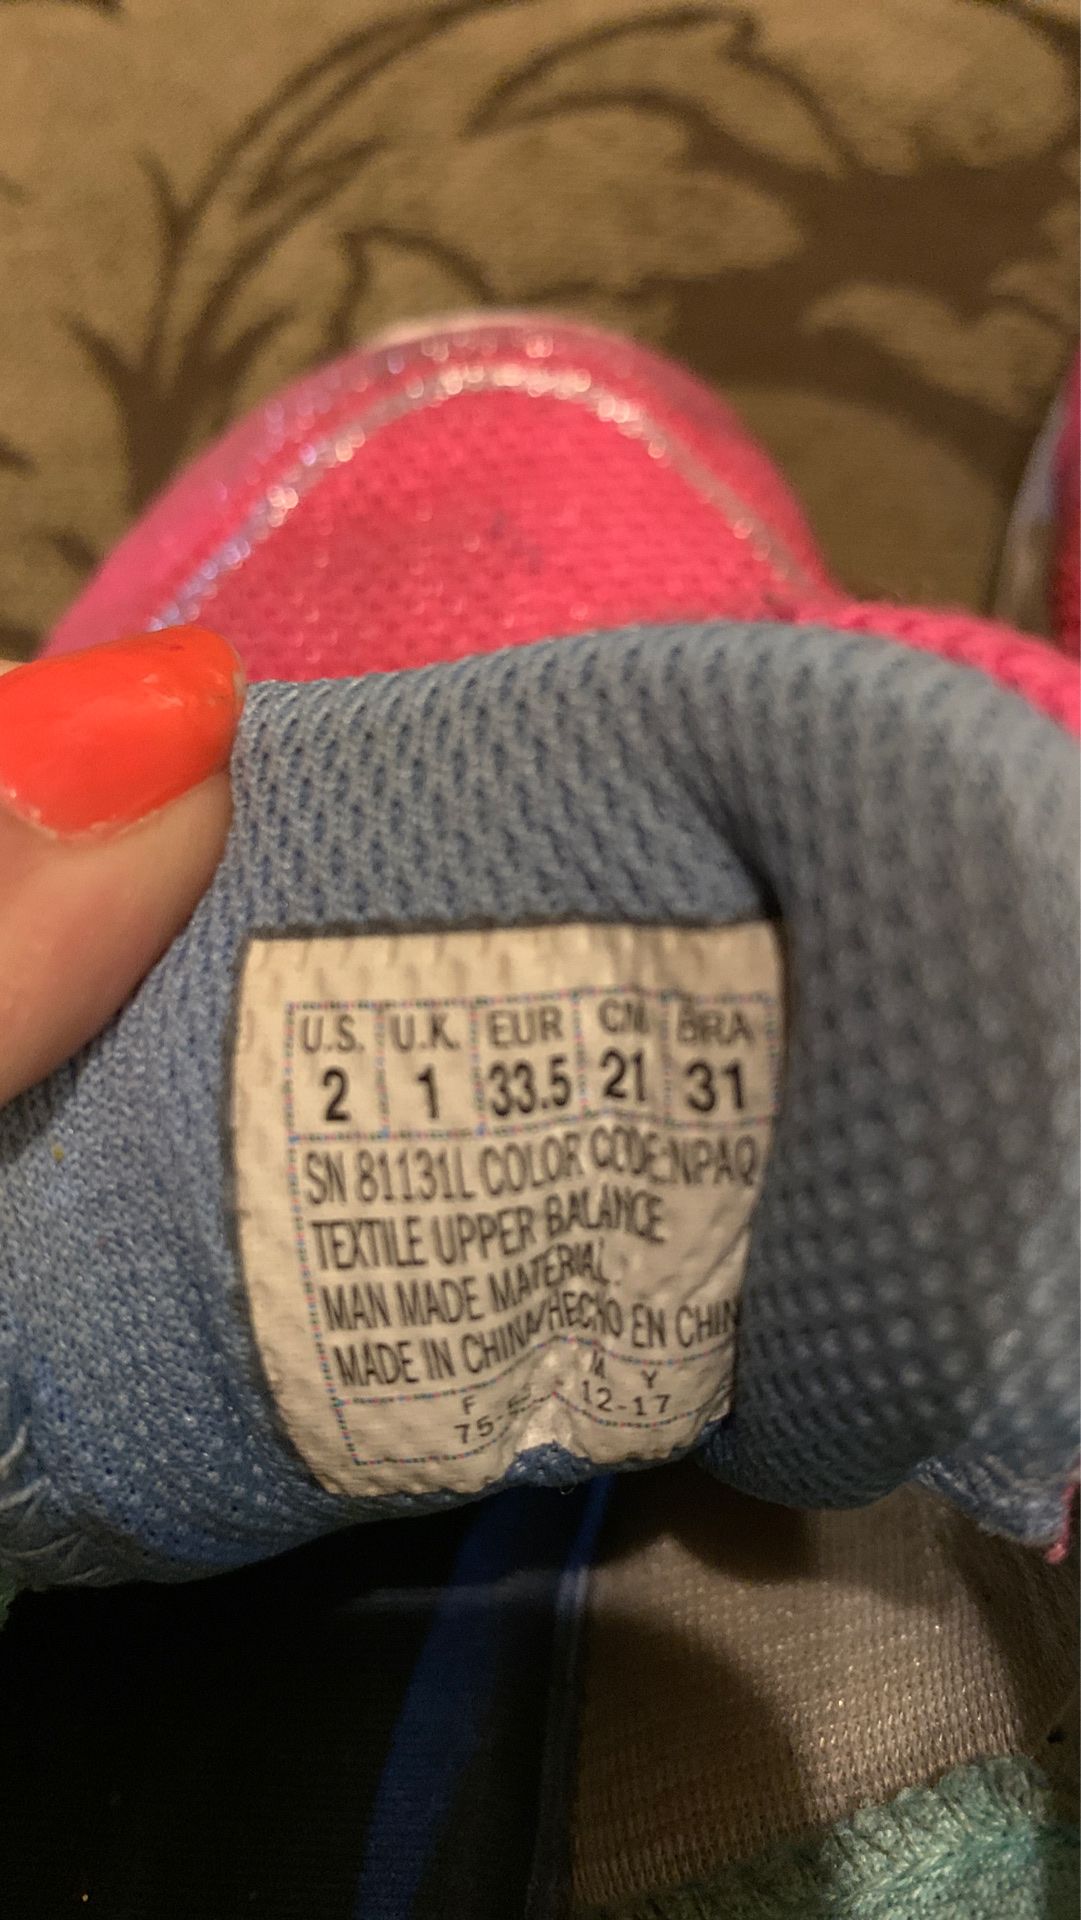 U.S. U.K. EUR CM BRA
2 1 33.5 21 31
SN 81131L COLOR CODE:NPAQ
TEXTILE UPPER BALANCE
MAN MADE MATERIAL.
MADE IN CHINA/HECHO EN CHIN
F M Y
75- 12-17